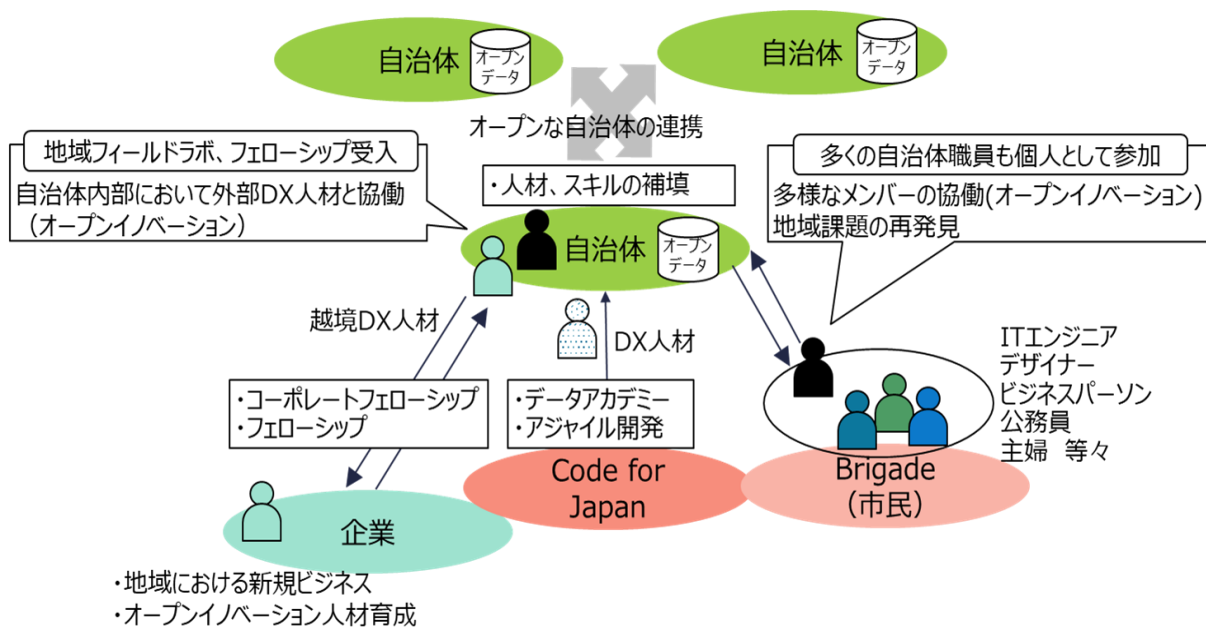 自治体
オープン
データ
自治体
オープン
データ
オープンな自治体の連携
地域フィールドラボ、フェローシップ受入
自治体内部において外部DX人材と協働
（オープンイノベーション）
・人材、スキルの補填
多くの自治体職員も個人として参加
多様なメンバーの協働(オープンイノベーション)
地域課題の再発見
自治体
オープン
データ
越境DX人材
DX人材
・コーポレートフェローシップ
・フェローシップ
・データアカデミー
・アジャイル開発
ITエンジニア
デザイナー
ビジネスパーソン
公務員
主婦　等々
Code for
Japan
Brigade
（市民）
企業
・地域における新規ビジネス
・オープンイノベーション人材育成